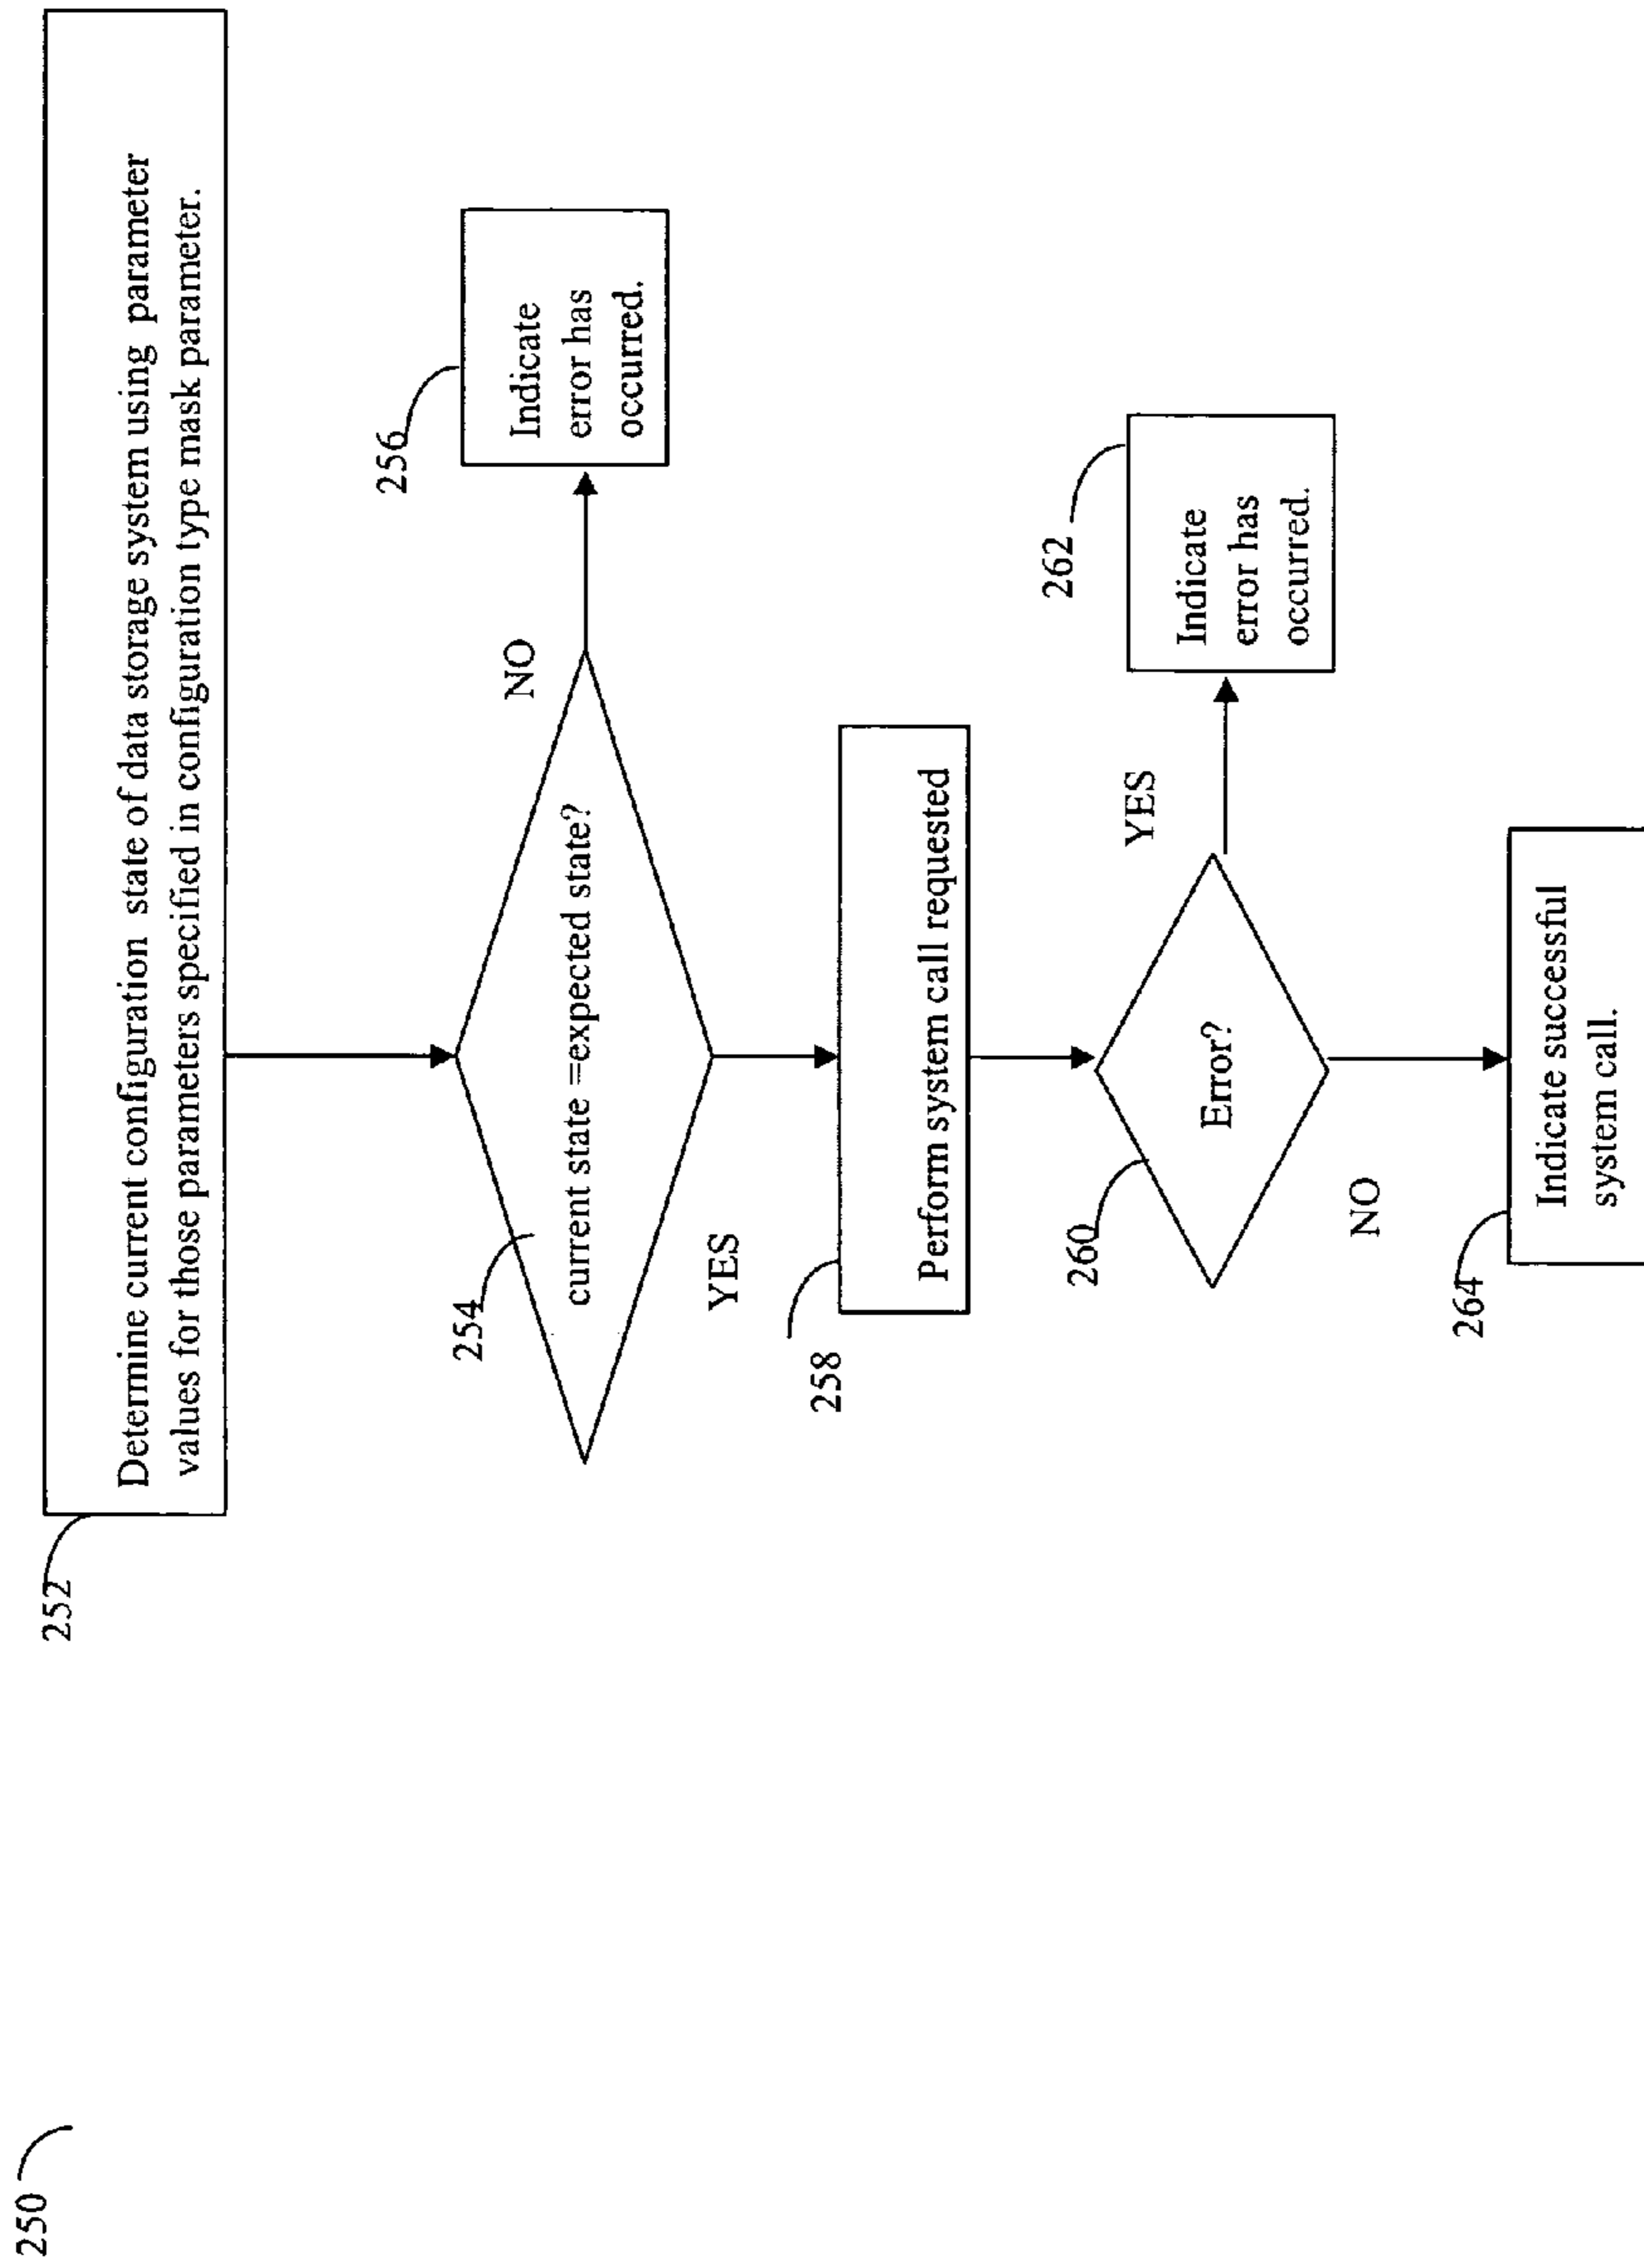 250
252
Determine current configuration state of data storage system using parameter
values for those parameters specified in configuration type mask parameter.
254
current state =expected state?
NO
256
Indicate
error has
occurred.
YES
258
Perform system call requested
260
Error?
YES
262
Indicate
error has
occurred.
NO
264
Indicate successful
system call.